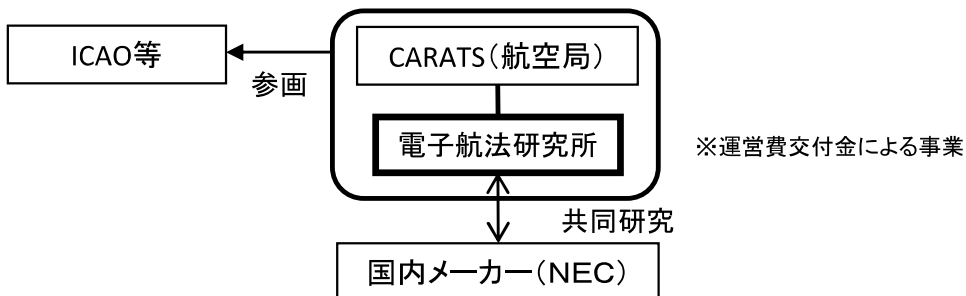 ICAO等
CARATS（航空局）
参画
電子航法研究所
※運営費交付金による事業
共同研究
国内メーカー（ＮＥＣ）